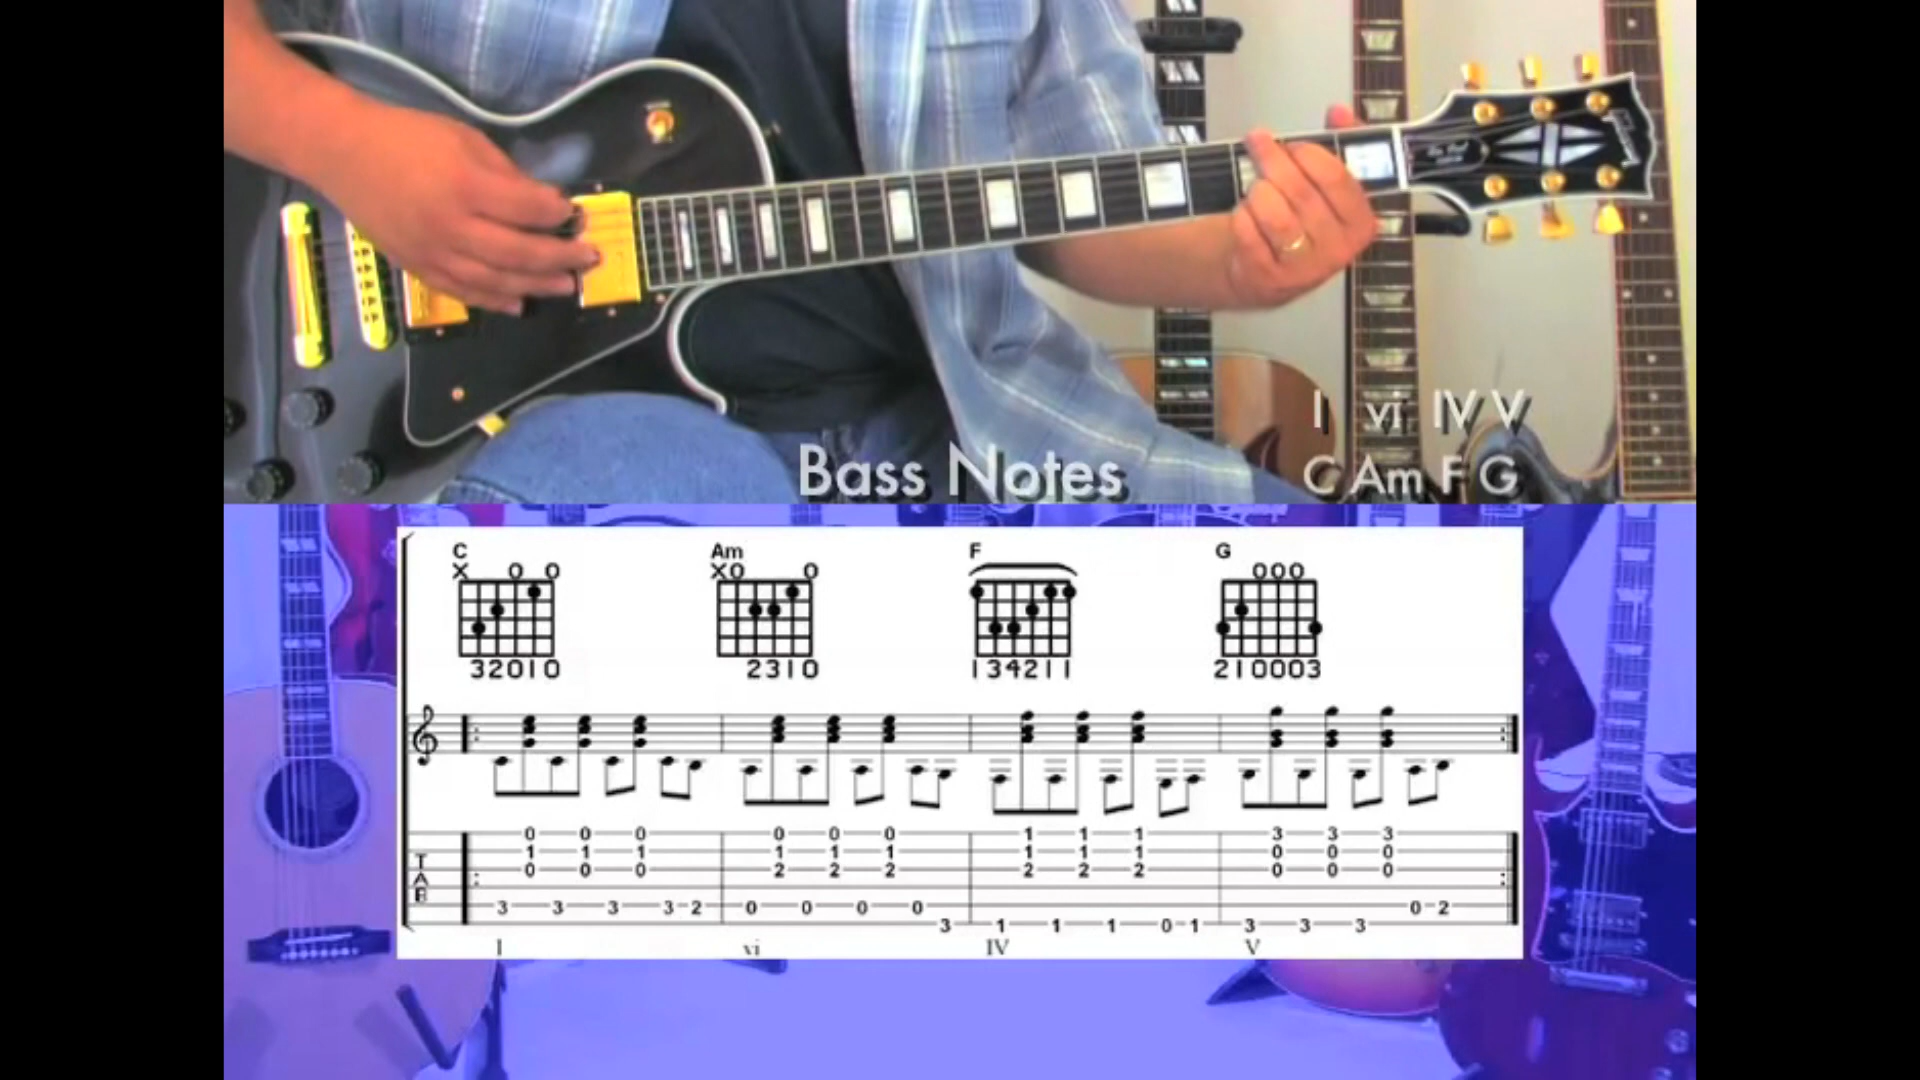 I vi IV V
Bass Notes
C Am F G
C Am F G
X O O XO O OOO
32010 2310 134211 210003
0 0 0 0 0 0 1 1 1 3 3 3
1 1 1 1 1 1 1 1 1 0 0 0
T
0 0 0 2 2 2 2 2 2 0 0 0
A
B
3 3 3 3 2 0 0 0 0 0 2
3 1 1 1 0 1 3 3 3
I vi IV V